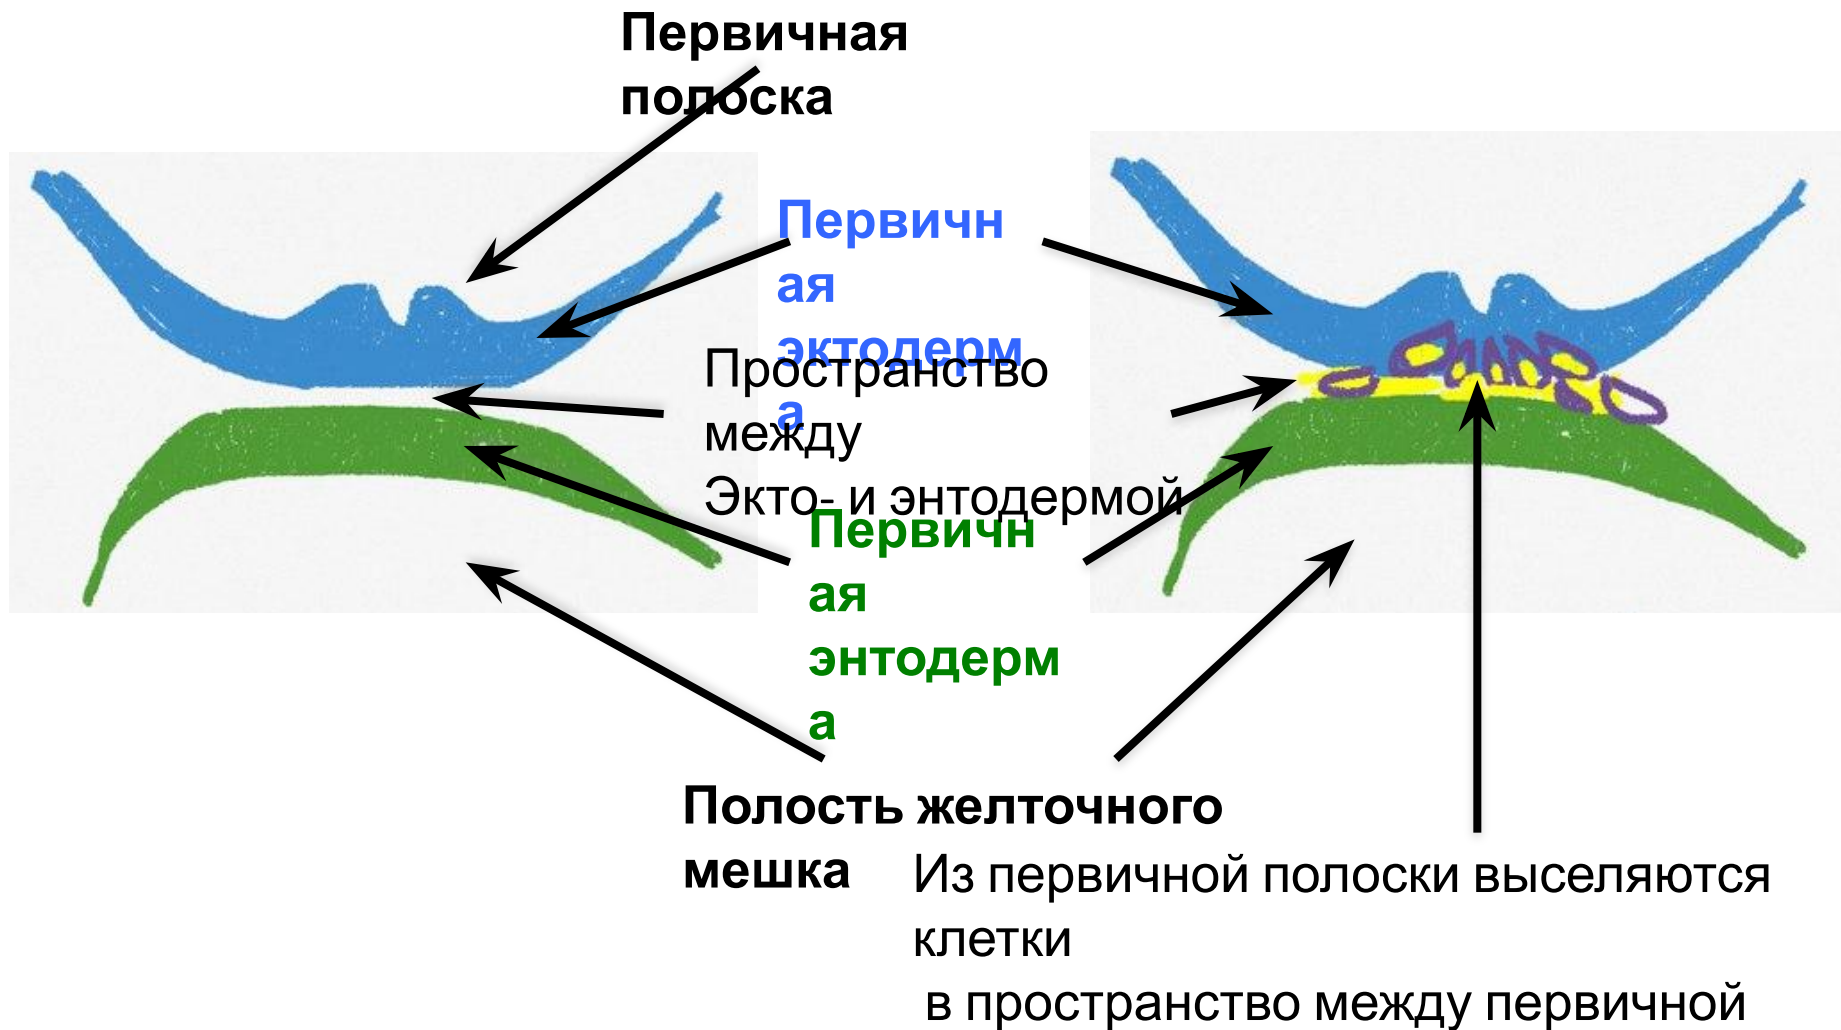 Первичная
полоска
Первичн
ая
эктодерм
а
Пространство
между
Экто- и энтодермой
Первичн
ая
энтодерм
а
Полость желточного
мешка
Из первичной полоски выселяются
клетки
в пространство между первичной